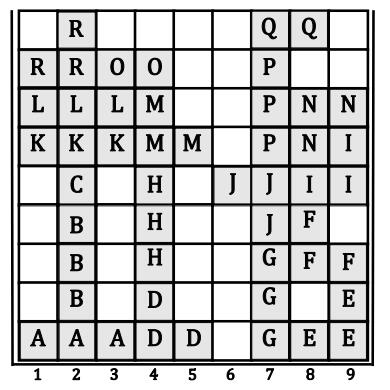 R Q Q
R R O O P
L L L M P N N
K K K M M P N I
C H J J I I
B H J F
B H G F F
B D G E
A A A D D G E E
1 2 3 4 5 6 7 8 9